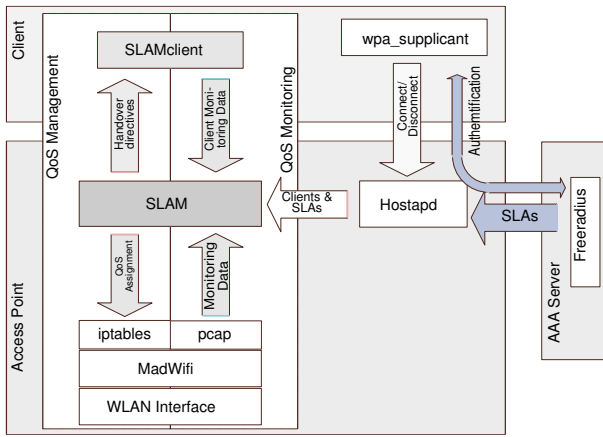 Client
SLAMclient
wpa_supplicant
QoS Management
Handover
directives
Client Moni-
toring Data
QoS Monitoring
Connect/
Disconnect
Authemtification
SLAM
Clients &
SLAs
Hostapd
SLAs
Freeradius
AAA Server
Access Point
QoS
Assignment
Monitoring
Data
iptables
pcap
MadWifi
WLAN Interface